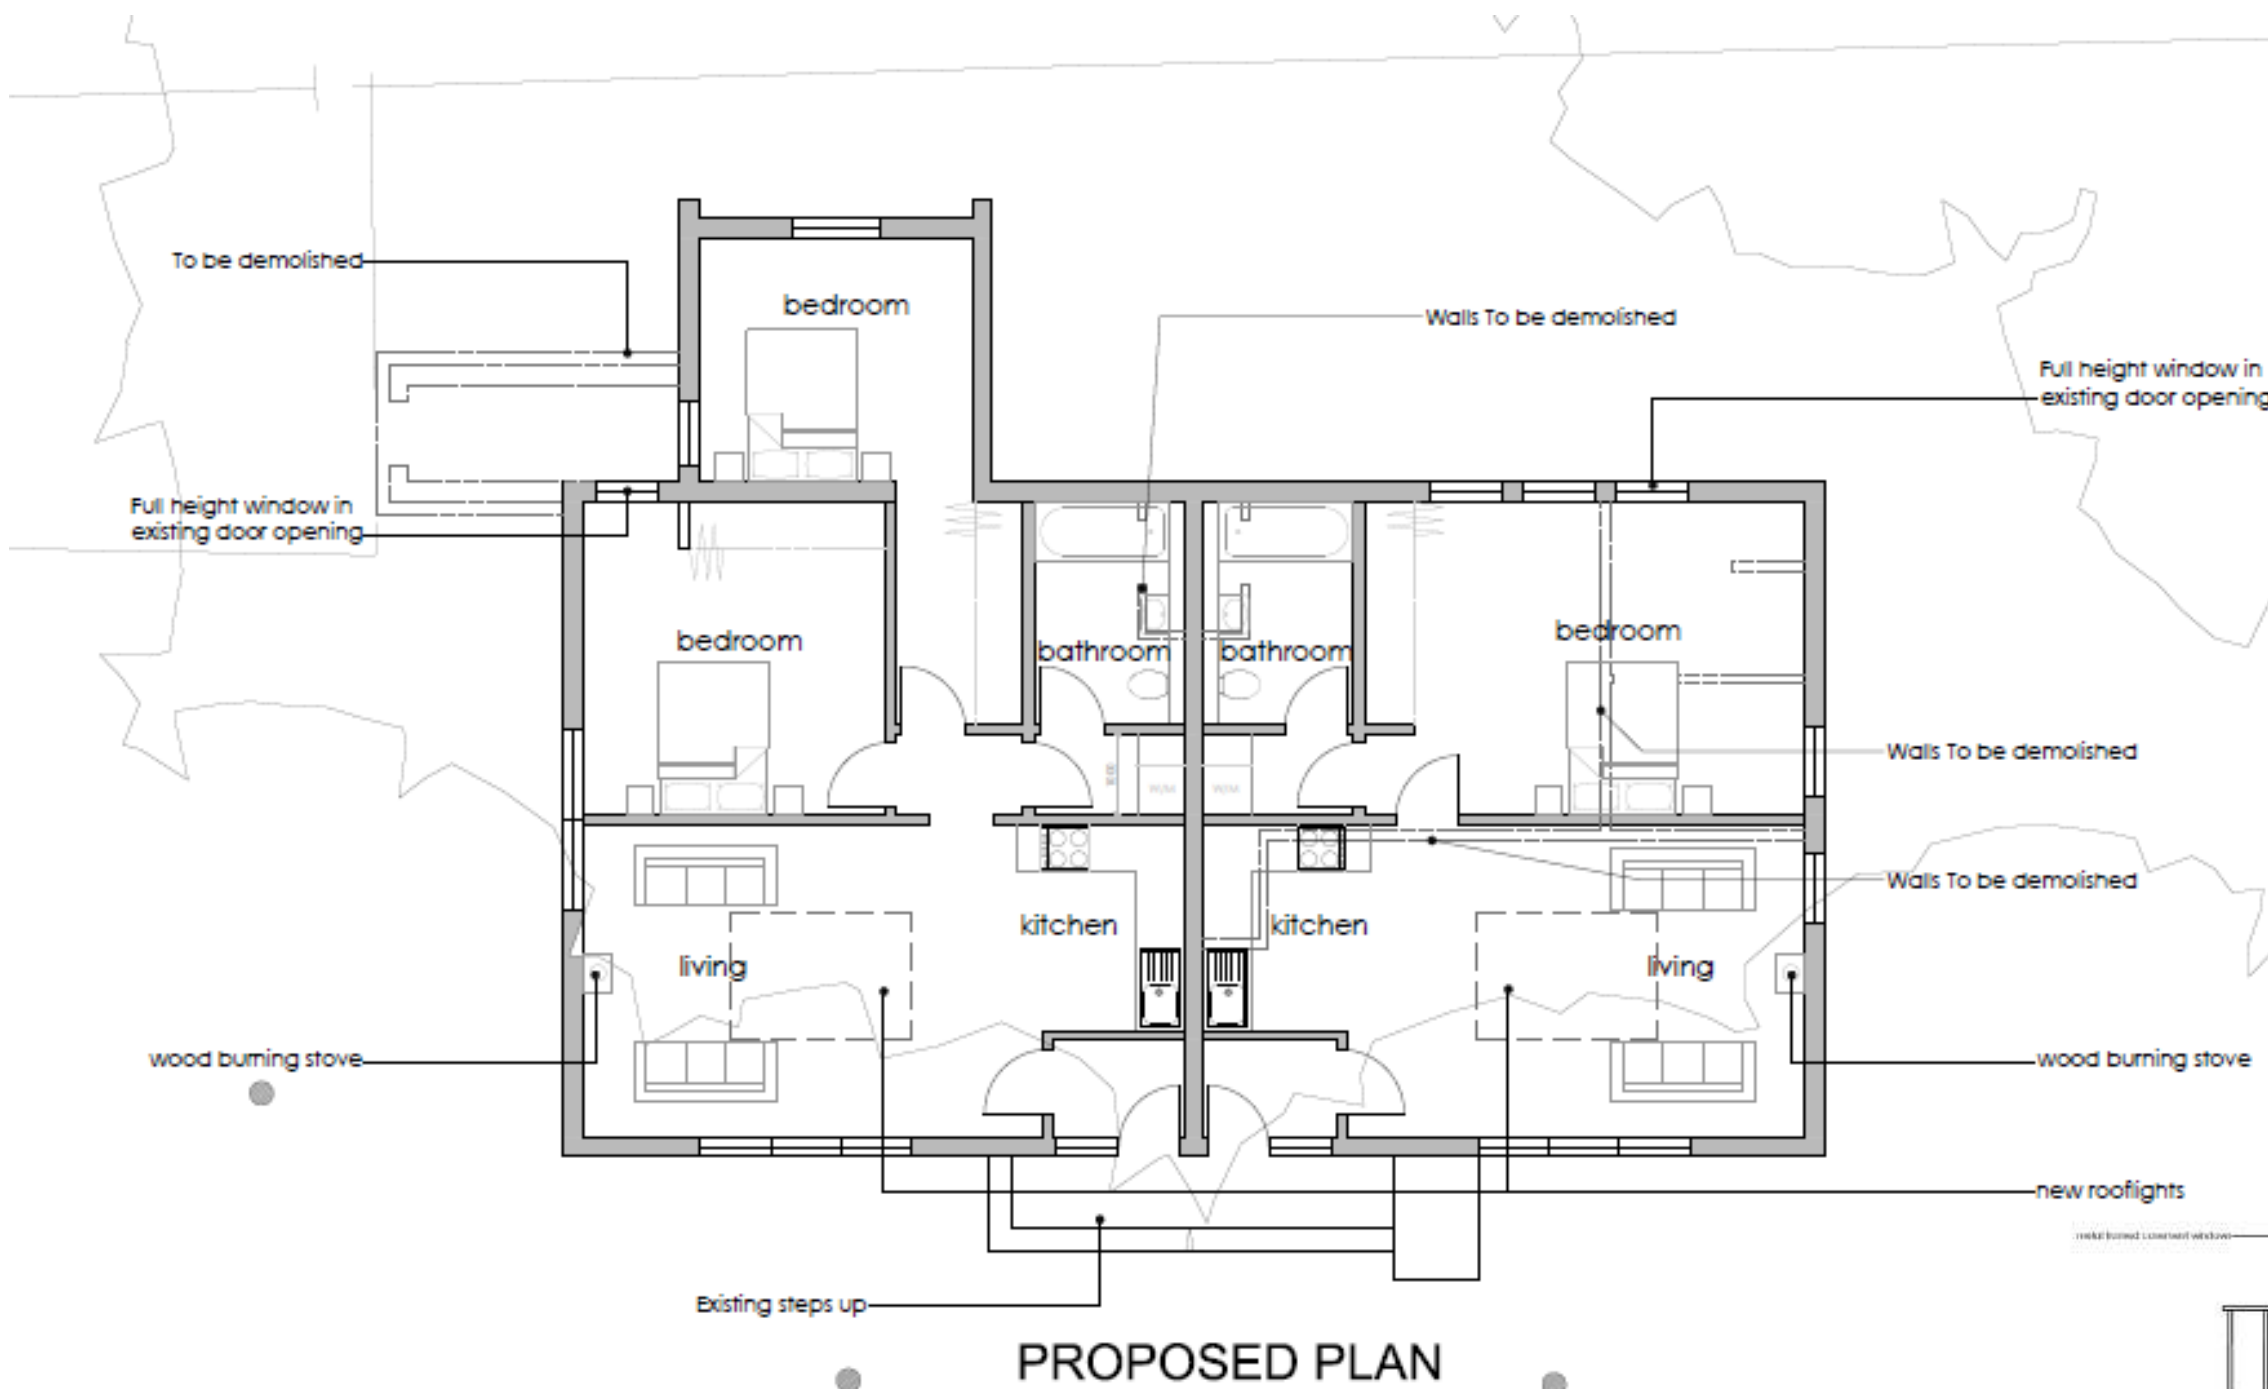 To be demolished
bedroom
Walls To be demolished
Full height window in
existing door opening
Full height window in
existing door opening
bedroom
bathroom
bathroom
bedroom
1000
W/M
W/M
Walls To be demolished
Walls To be demolished
kitchen
kitchen
living
living
wood burning stove
wood burning stove
new rooflights
Existing steps up
PROPOSED PLAN